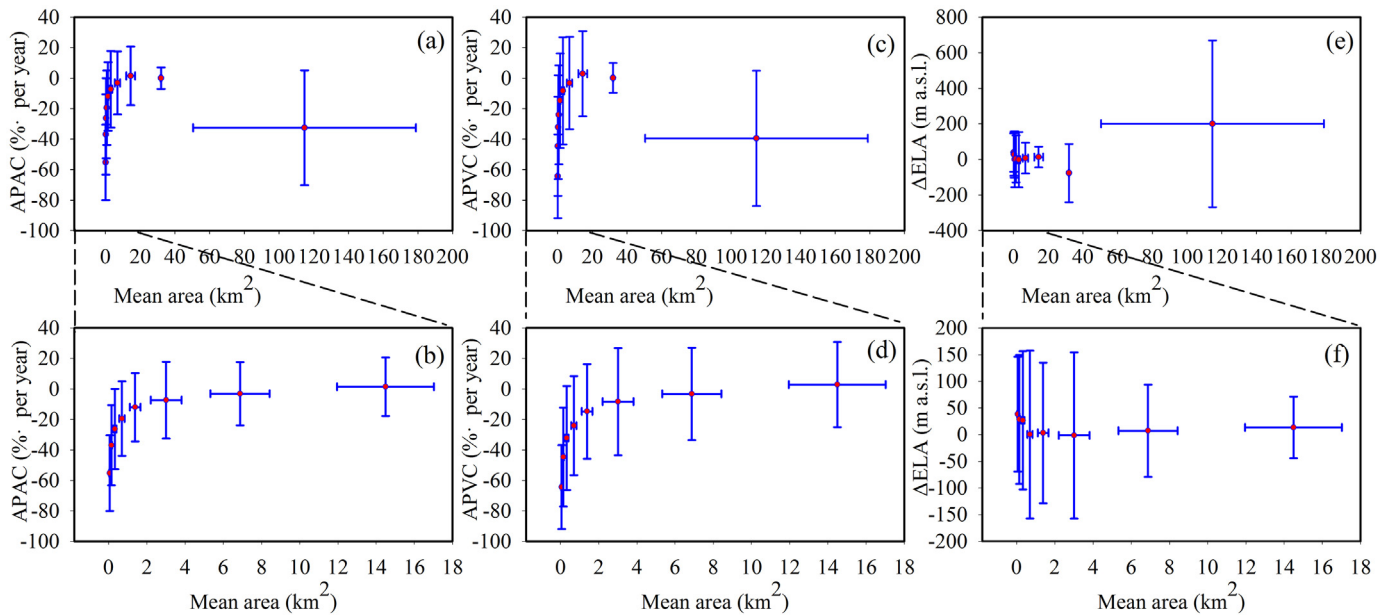 (a)
APAC (%· per year)
40
20
0
-20
-40
-60
-80
-100
0 20 40 60 80 100 120 140 160 180 200
Mean area (km²)
(c)
APVC (%· per year)
40
20
0
-20
-40
-60
-80
-100
0 20 40 60 80 100 120 140 160 180 200
Mean area (km²)
(e)
ΔELA (m a.s.l.)
800
600
400
200
0
-200
400
0 20 40 60 80 100 120 140 160 180 200
Mean area (km²)
(b)
APAC (%· per year)
40
20
0
-20
-40
-60
-80
-100
0 2 4 6 8 10 12 14 16 18
Mean area (km²)
(d)
APVC (%· per year)
40
20
0
-20
-40
-60
-80
-100
0 2 4 6 8 10 12 14 16 18
Mean area (km²)
(f)
ΔELA (m a.s.l.)
200
150
100
50
0
-50
-100
-150
-200
0 2 4 6 8 10 12 14 16 18
Mean area (km²)